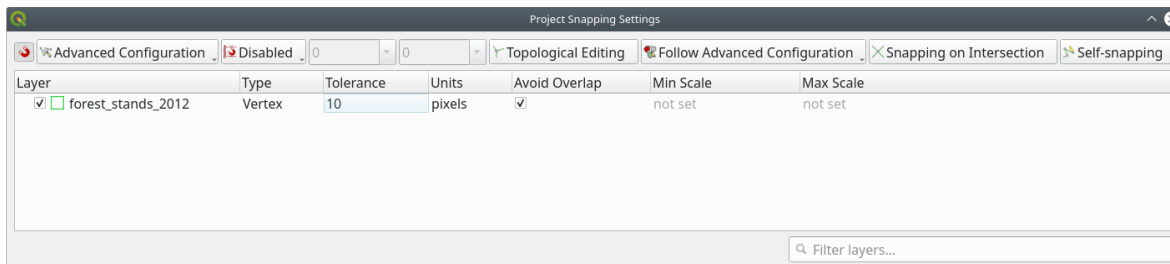 Project Snapping Settings
Advanced Configuration Disabled 0 0 Topological Editing Follow Advanced Configuration Snapping on Intersection Self-snapping
Layer Type Tolerance Units Avoid Overlap Min Scale Max Scale
forest_stands_2012 Vertex 10 pixels not set not set
Filter layers...